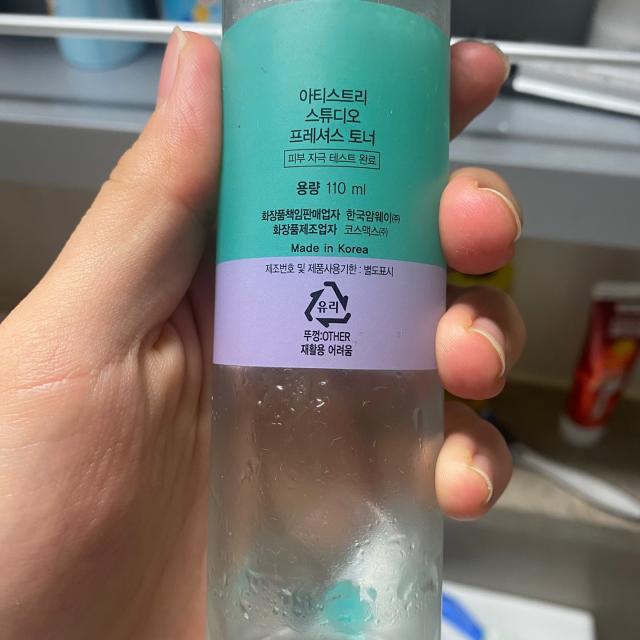 아티스트리
스튜디오
프레셔스 토너
피부 자극 테스트 완료
용량 110 ml
화장품책임판매업자 한국암웨이㈜
화장품제조업자 코스맥스㈜
Made in Korea
제조번호 및 제품사용기한 : 별도표시
유리
뚜껑:OTHER
재활용 어려움